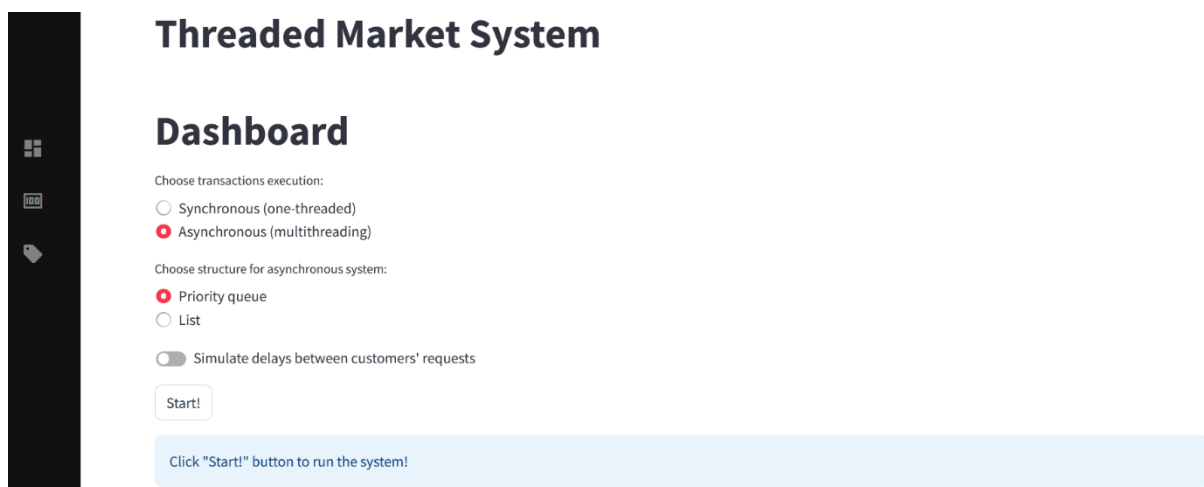 Threaded Market System
Dashboard
Choose transactions execution:
Synchronous (one-threaded)
Asynchronous (multithreading)
Choose structure for asynchronous system:
Priority queue
List
Simulate delays between customers' requests
Start!
Click "Start!" button to run the system!